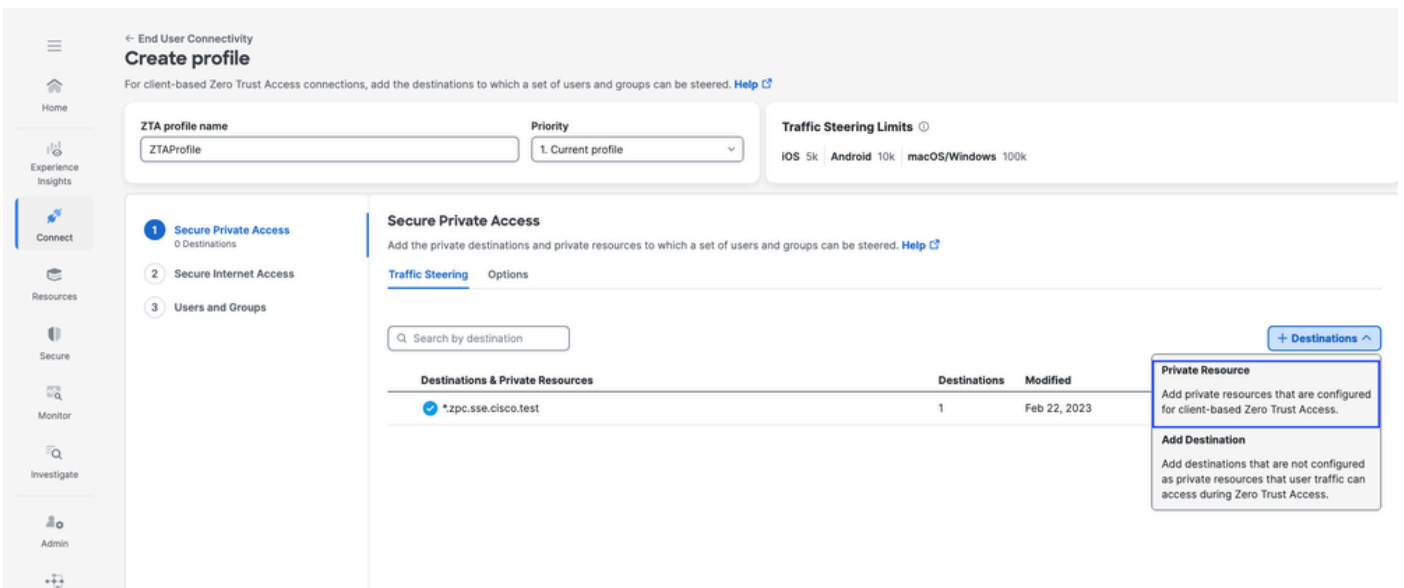 ← End User Connectivity
Create profile
For client-based Zero Trust Access connections, add the destinations to which a set of users and groups can be steered. Help
Home
Experience
Insights
Connect
Resources
Secure
Monitor
Investigate
Admin
ZTA profile name
ZTAProfile
Priority
1. Current profile
Traffic Steering Limits
iOS 5k Android 10k macOS/Windows 100k
1 Secure Private Access
0 Destinations
2 Secure Internet Access
3 Users and Groups
Secure Private Access
Add the private destinations and private resources to which a set of users and groups can be steered. Help
Traffic Steering Options
Search by destination
+ Destinations
Destinations & Private Resources Destinations Modified
*.zpc.sse.cisco.test 1 Feb 22, 2023
Private Resource
Add private resources that are configured
for client-based Zero Trust Access.
Add Destination
Add destinations that are not configured
as private resources that user traffic can
access during Zero Trust Access.